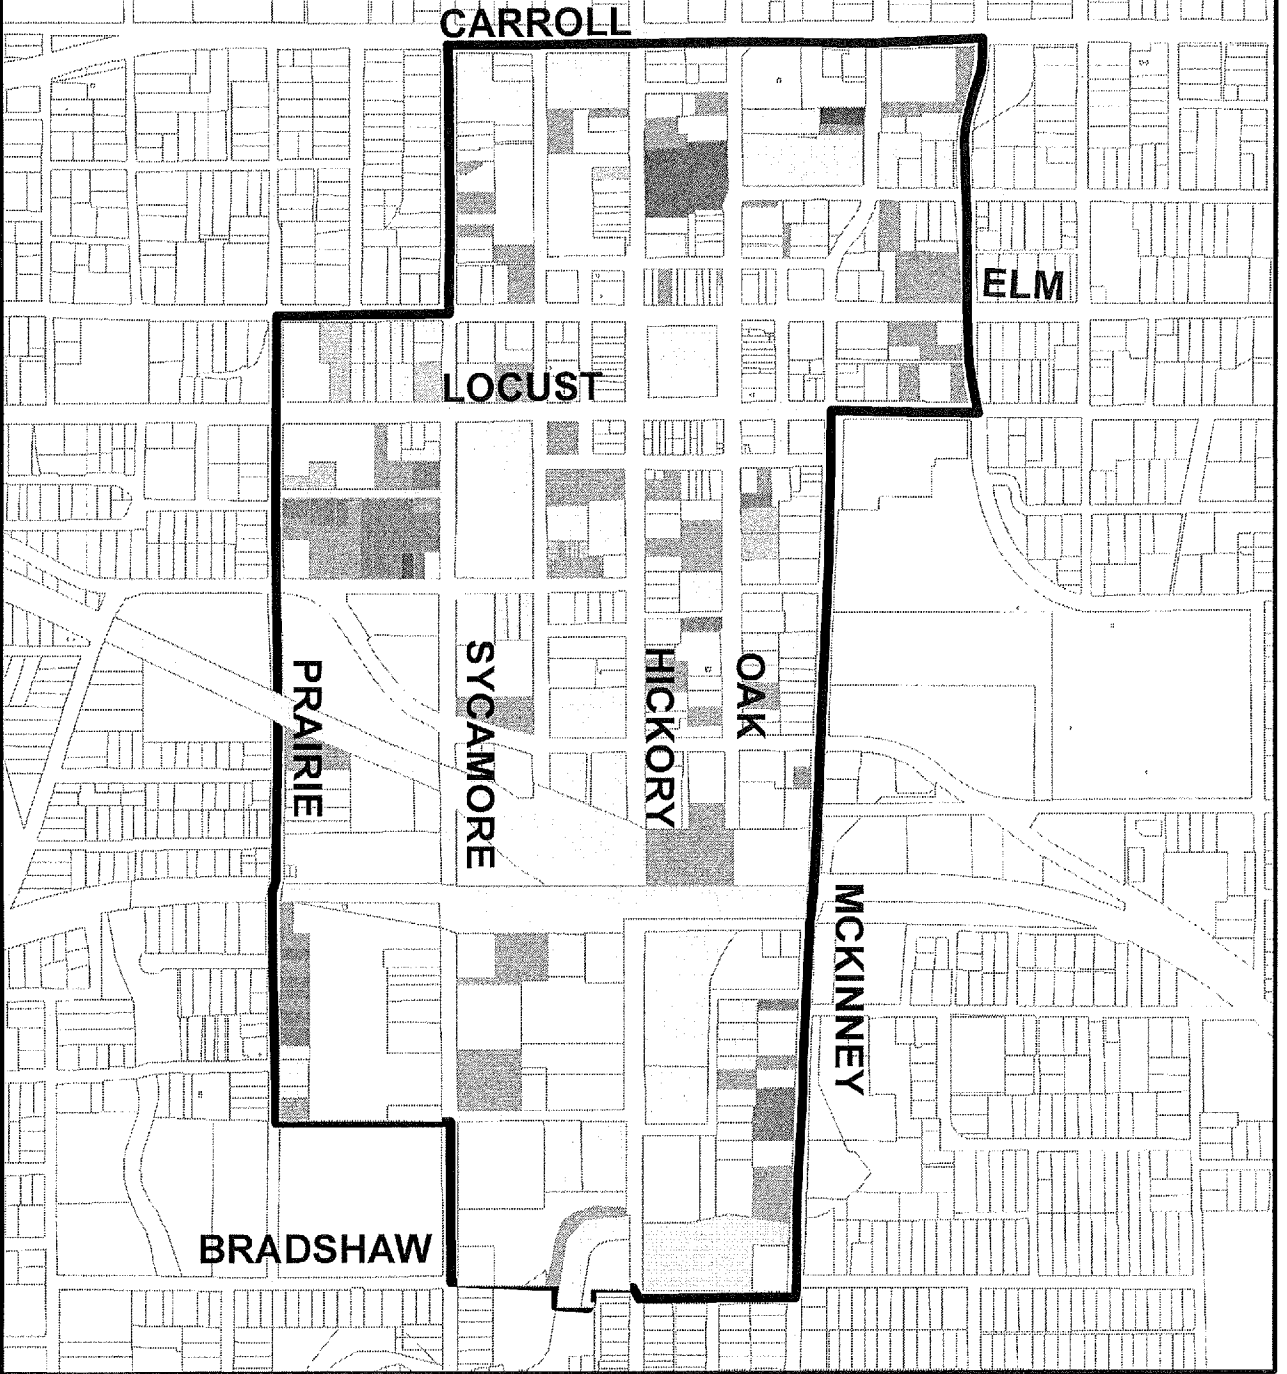 CARROLL
ELM
LOCUST
PRAIRIE
SYCAMORE
HICKORY
OAK
MCKINNEY
BRADSHAW